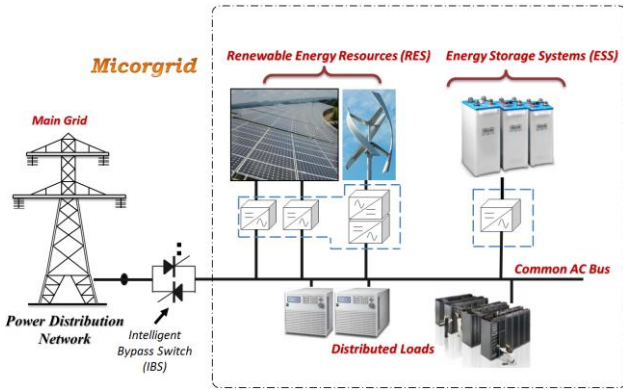 Renewable Energy Resources (RES)
Energy Storage Systems (ESS)
Micorgrid
Main Grid
Common AC Bus
Power Distribution
Network
Intelligent
Bypass Switch
(IBS)
Distributed Loads